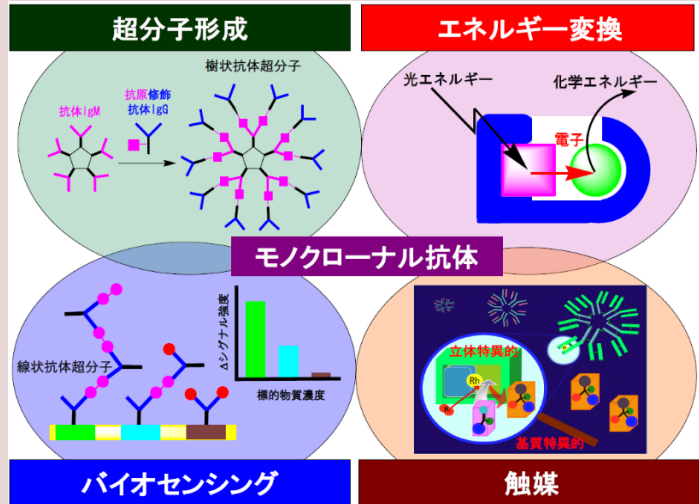 超分子形成
エネルギー変換
樹状抗体超分子
抗原修飾
抗体IgM
抗体IgG
光エネルギー
化学エネルギー
電子
モノクローナル抗体
線状抗体超分子
Δシグナル強度
標的物質濃度
立体特異的
Rh
H₂
基質特異的
バイオセンシング
触媒